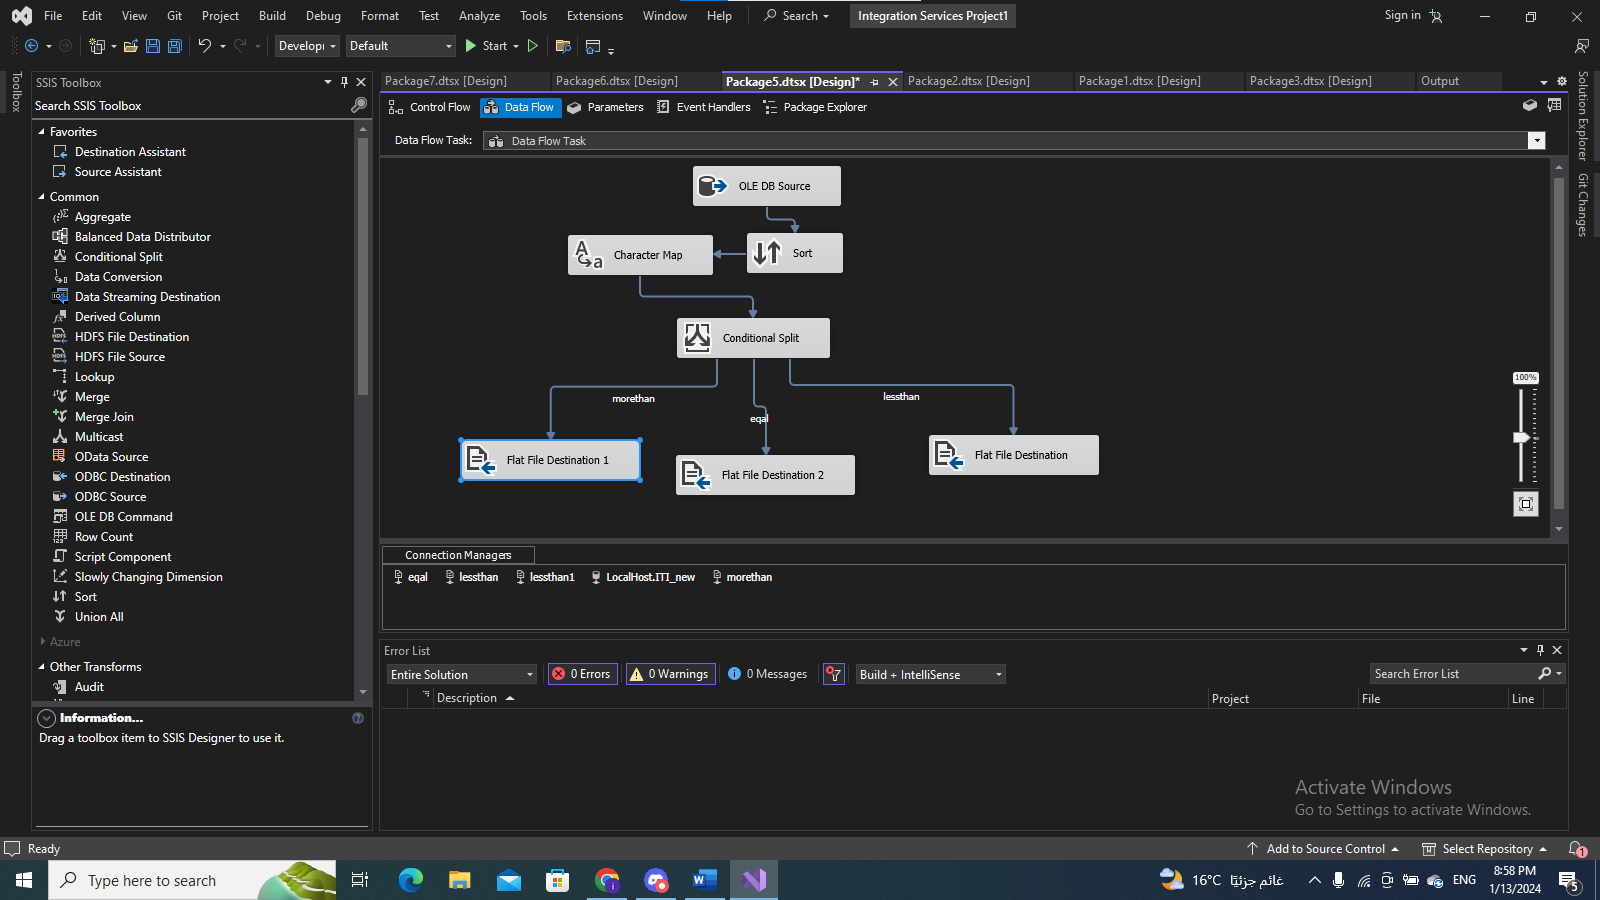 File Edit View Git Project Build Debug Format Test Analyze Tools Extensions Window Help Search Integration Services Project1 Sign in
Develop Default Start
Toolbox
SSIS Toolbox
Search SSIS Toolbox
Favorites
Destination Assistant
Source Assistant
Common
Aggregate
Balanced Data Distributor
Conditional Split
Data Conversion
Data Streaming Destination
Derived Column
HDFS File Destination
HDFS File Source
Lookup
Merge
Merge Join
Multicast
OData Source
ODBC Destination
ODBC Source
OLE DB Command
Row Count
Script Component
Slowly Changing Dimension
Sort
Union All
Azure
Other Transforms
Audit
Information...
Drag a toolbox item to SSIS Designer to use it.
Package7.dtsx [Design] Package6.dtsx [Design] Package5.dtsx [Design]* Package2.dtsx [Design] Package1.dtsx [Design] Package3.dtsx [Design] Output
Control Flow Data Flow Parameters Event Handlers Package Explorer
Data Flow Task: Data Flow Task
OLE DB Source
Character Map
A a
Sort
Conditional Split
morethan
eqal
lessthan
Flat File Destination 1
Flat File Destination 2
Flat File Destination
100%
Connection Managers
eqal lessthan lessthan1 LocalHost.ITI_new morethan
Error List
Entire Solution 0 Errors 0 Warnings 0 Messages Build + IntelliSense Search Error List
Description Project File Line
Solution Explorer
Git Changes
Activate Windows
Go to Settings to activate Windows.
Ready Add to Source Control Select Repository 1
Type here to search
16°C غائم جزئيًا ENG
8:58 PM
1/13/2024
5